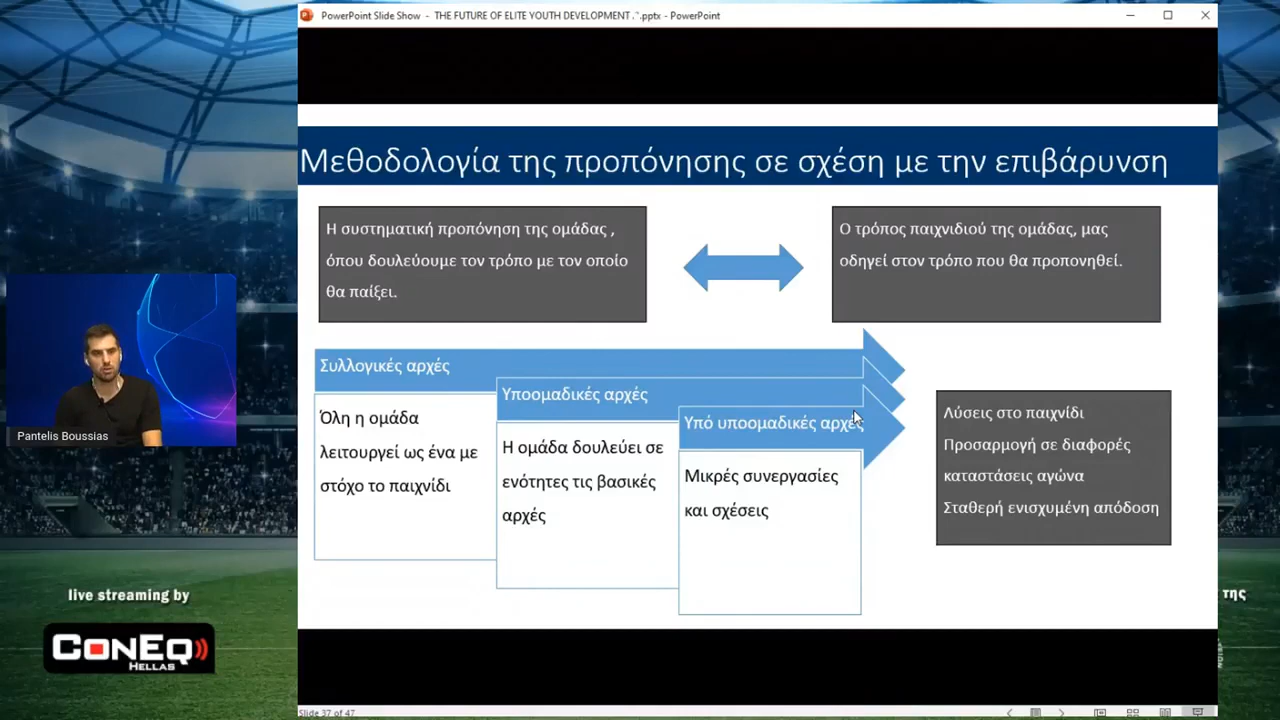 PowerPoint Slide Show - THE FUTURE OF ELITE YOUTH DEVELOPMENT .".pptx - PowerPoint
Μεθοδολογία της προπόνησης σε σχέση με την επιβάρυνση
Η συστηματική προπόνηση της ομάδας ,
όπου δουλεύουμε τον τρόπο με τον οποίο
θα παίξει.
Ο τρόπος παιχνιδιού της ομάδας, μας
οδηγεί στον τρόπο που θα προπονηθεί.
Συλλογικές αρχές
Όλη η ομάδα
λειτουργεί ως ένα με
στόχο το παιχνίδι
Υποομαδικές αρχές
Η ομάδα δουλεύει σε
ενότητες τις βασικές
αρχές
Υπό υποομαδικές αρχές
Μικρές συνεργασίες
και σχέσεις
Λύσεις στο παιχνίδι
Προσαρμογή σε διαφορές
καταστάσεις αγώνα
Σταθερή ενισχυμένη απόδοση
Pantelis Boussias
live streaming by
CONEQ
HELLAS
της
Slide 37 of 47